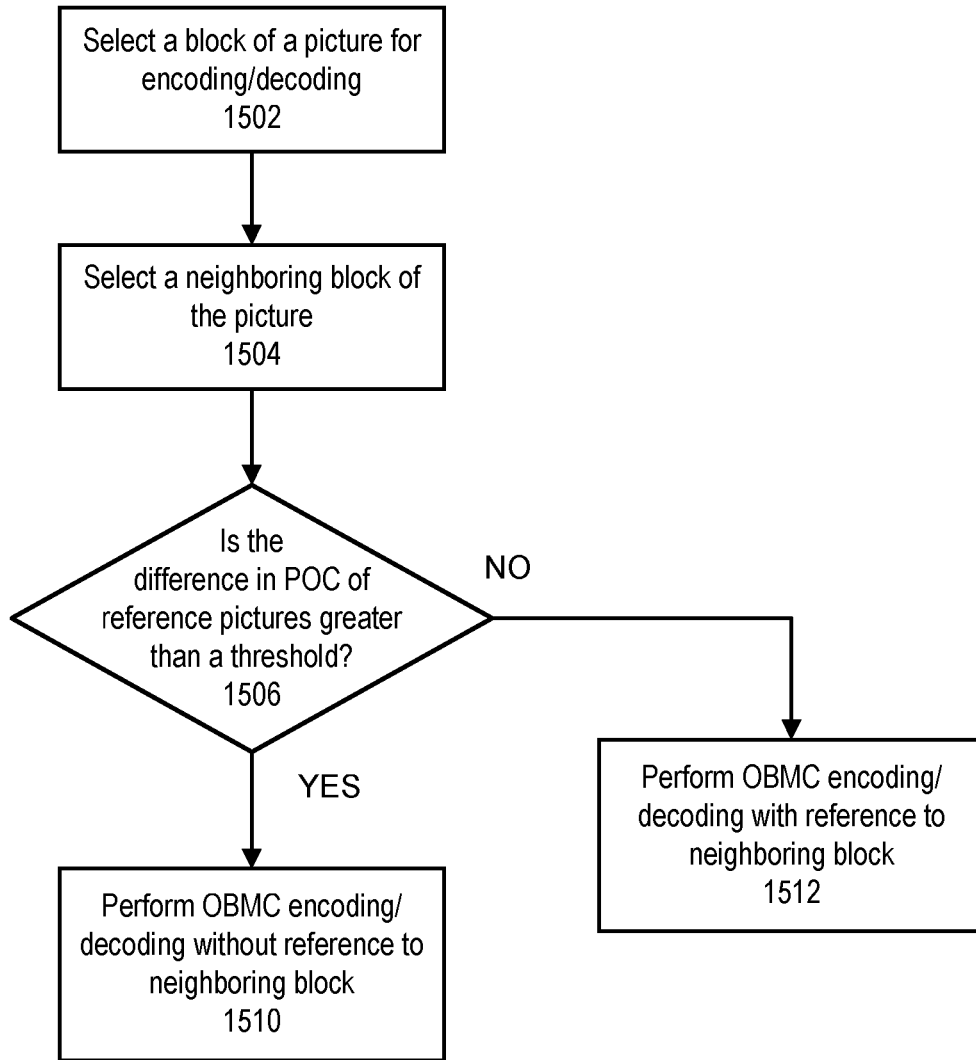 Select a block of a picture for
encoding/decoding
1502
Select a neighboring block of
the picture
1504
Is the
difference in POC of
reference pictures greater
than a threshold?
1506
NO
YES
Perform OBMC encoding/
decoding with reference to
neighboring block
1512
Perform OBMC encoding/
decoding without reference to
neighboring block
1510